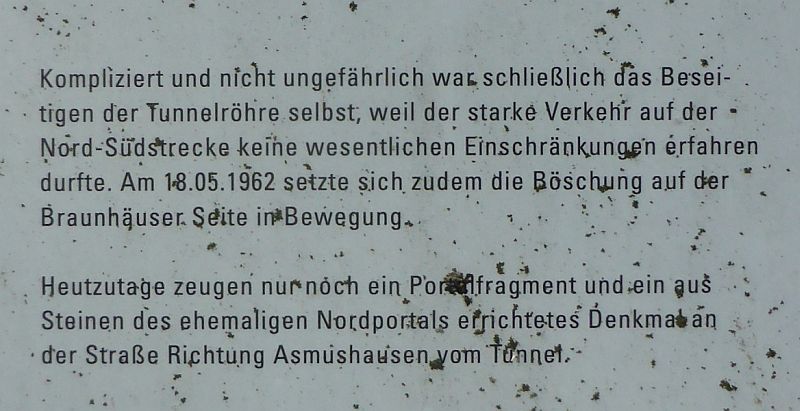 Kompliziert und nicht ungefährlich war schließlich das Besei-
tigen der Tunnelröhre selbst, weil der starke Verkehr auf der
Nord-Südstrecke keine wesentlichen Einschränkungen erfahren
durfte. Am 18.05.1962 setzte sich zudem die Böschung auf der
Braunhäuser Seite in Bewegung.
Heutzutage zeugen nur noch ein Portalfragment und ein aus
Steinen des ehemaligen Nordportals errichtetes Denkmal an
der Straße Richtung Asmushausen vom Tunnel.